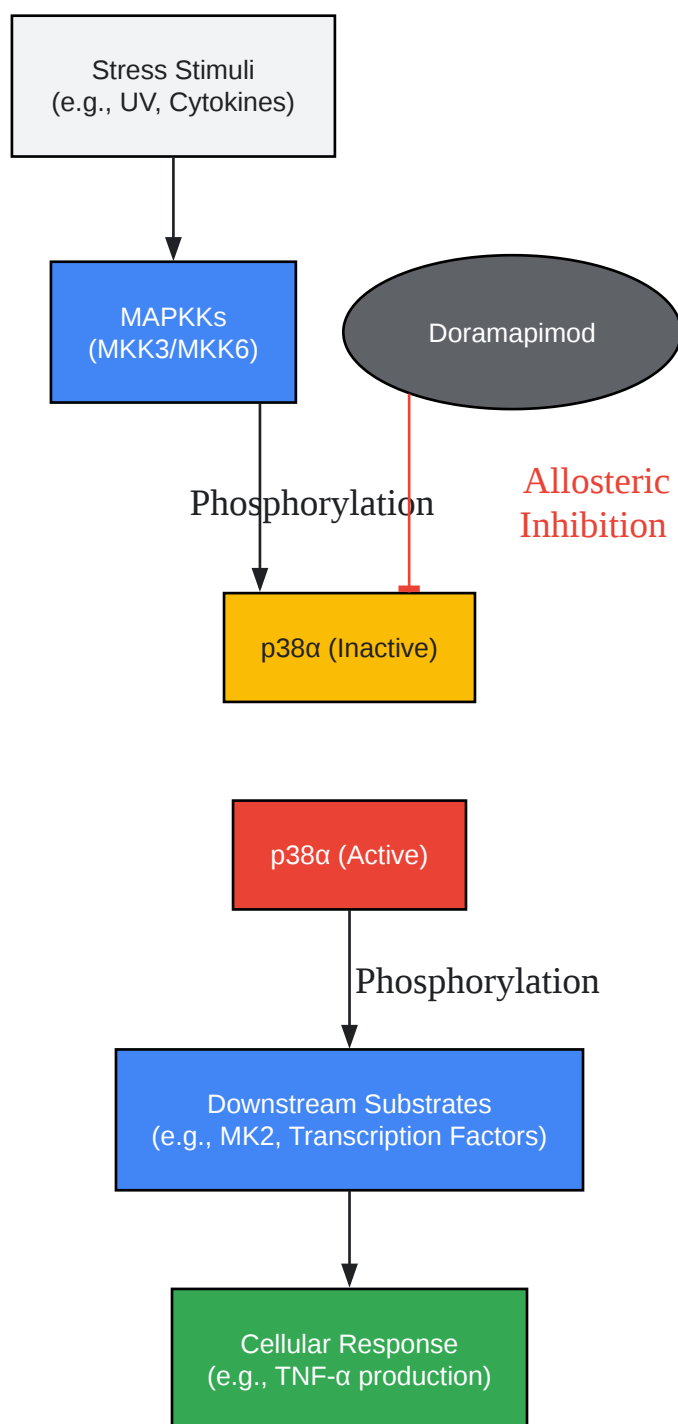 Stress Stimuli
(e.g., UV, Cytokines)
MAPKKs
(MKK3/MKK6)
Doramapimod
Phosphorylation
Allosteric
Inhibition
p38α (Inactive)
p38α (Active)
Phosphorylation
Downstream Substrates
(e.g., MK2, Transcription Factors)
Cellular Response
(e.g., TNF-α production)